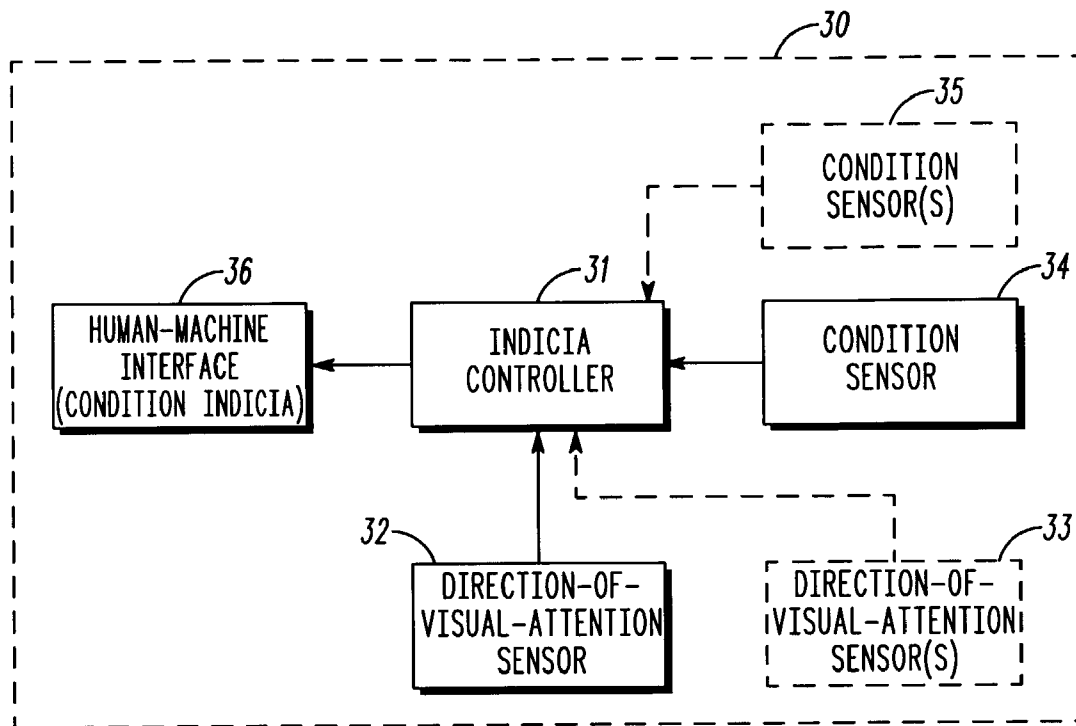 30
35
CONDITION
SENSOR(S)
36
31
34
HUMAN-MACHINE
INTERFACE
(CONDITION INDICIA)
INDICIA
CONTROLLER
CONDITION
SENSOR
32
33
DIRECTION-OF-
VISUAL-ATTENTION
SENSOR
DIRECTION-OF-
VISUAL-ATTENTION
SENSOR(S)